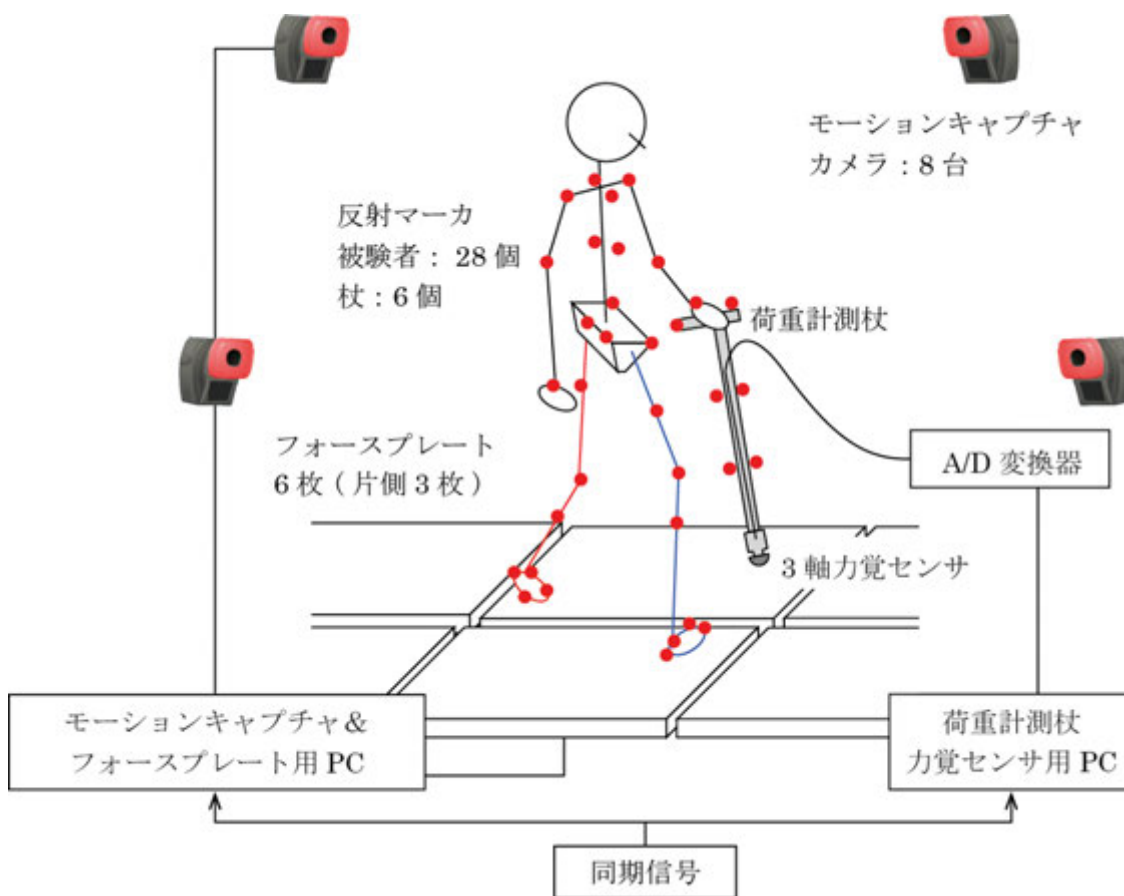 モーションキャプチャ
カメラ：8 台
反射マーカ
被験者： 28 個
杖：6 個
荷重計測杖
フォースプレート
6 枚 ( 片側 3 枚 )
A/D 変換器
3 軸力覚センサ
モーションキャプチャ＆
フォースプレート用 PC
荷重計測杖
力覚センサ用 PC
同期信号